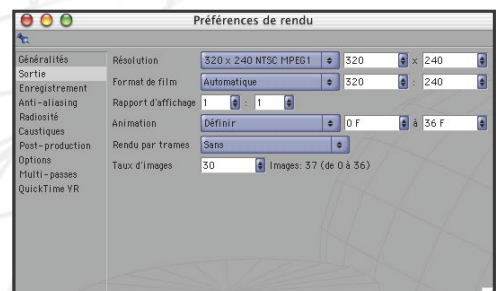 Préférences de rendu
Généralités
Sortie
Enregistrement
Anti-aliasing
Radiosité
Caustiques
Post-production
Options
Multi-passes
QuickTime VR
Résolution 320 x 240 NTSC MPEG1 320 x 240
Format de film Automatique 320 : 240
Rapport d'affichage 1 : 1
Animation Définir 0 F à 36 F
Rendu par trames Sans
Taux d'images 30 Images: 37 (de 0 à 36)